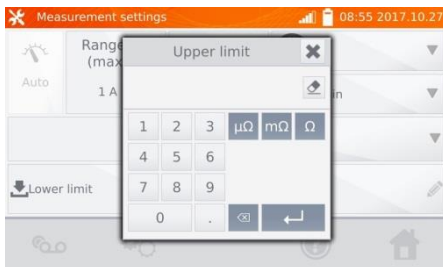 Measurement settings 08:55 2017.10.27
Range
(max
Auto
1 A
in
Upper limit
1 2 3 μΩ mΩ Ω
4 5 6
7 8 9
0 .
Lower limit